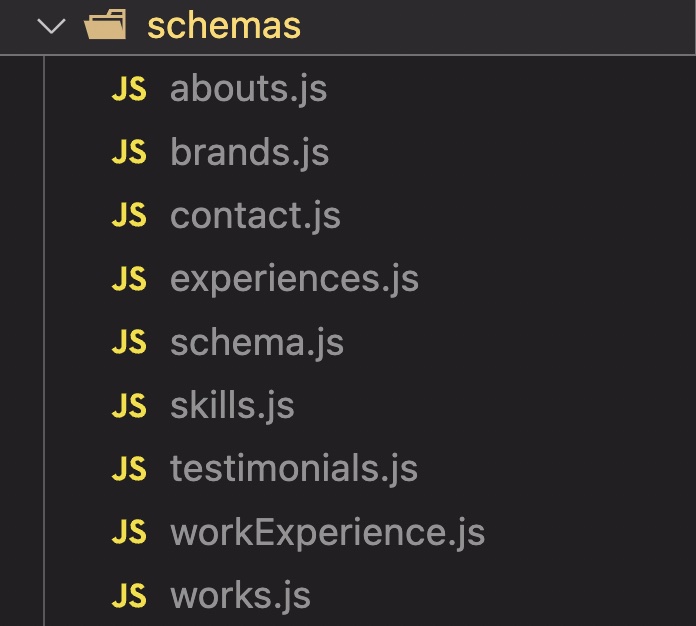 schemas
JS abouts.js
JS brands.js
JS contact.js
JS experiences.js
JS schema.js
JS skills.js
JS testimonials.js
JS workExperience.js
JS works.js